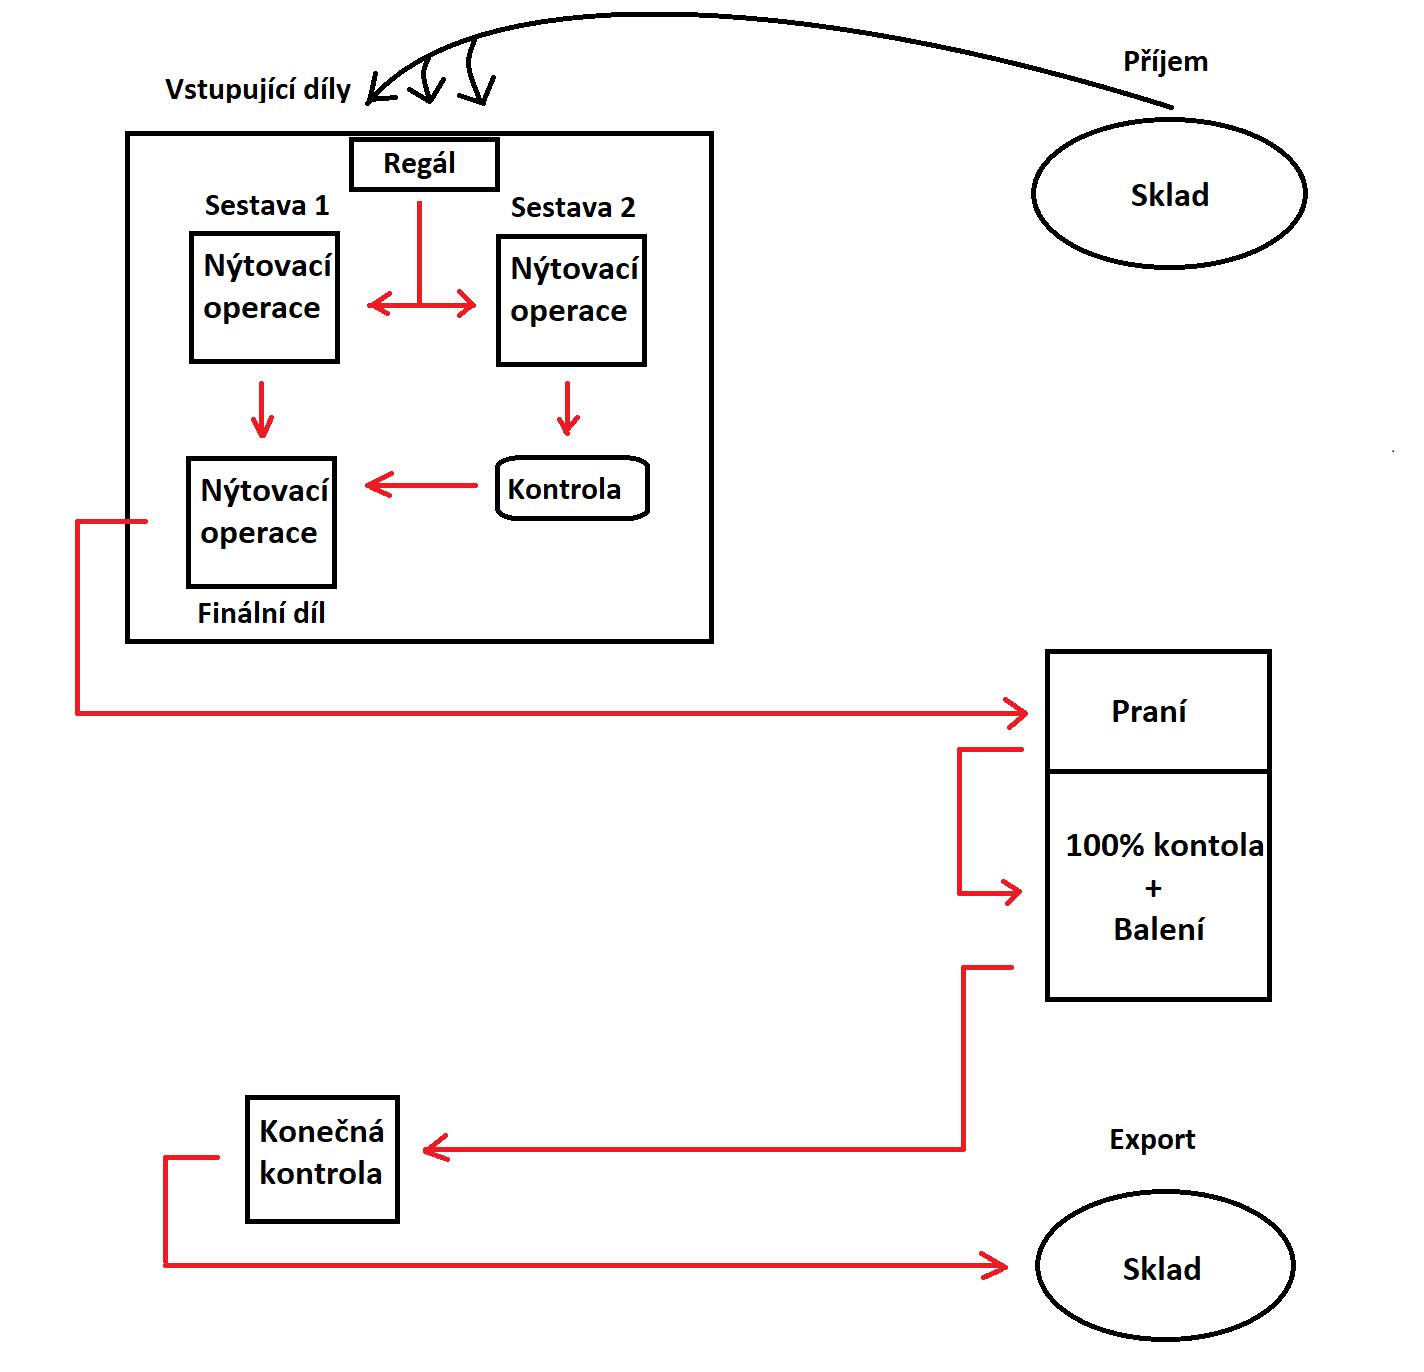 Příjem
Vstupující díly
Regál
Sklad
Sestava 1
Sestava 2
Nýtovací
operace
Nýtovací
operace
Nýtovací
operace
Kontrola
Finální díl
Praní
100% kontola
+
Balení
Konečná
kontrola
Export
Sklad